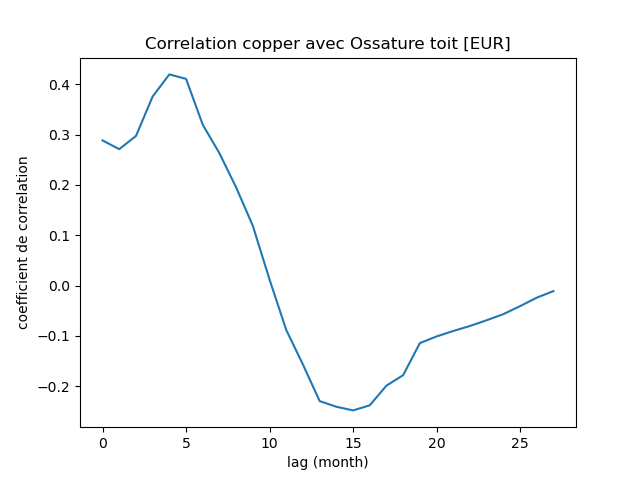 Correlation copper avec Ossature toit [EUR]
0.4
0.3
0.2
0.1
0.0
−0.1
−0.2
coefficient de correlation
0 5 10 15 20 25
lag (month)